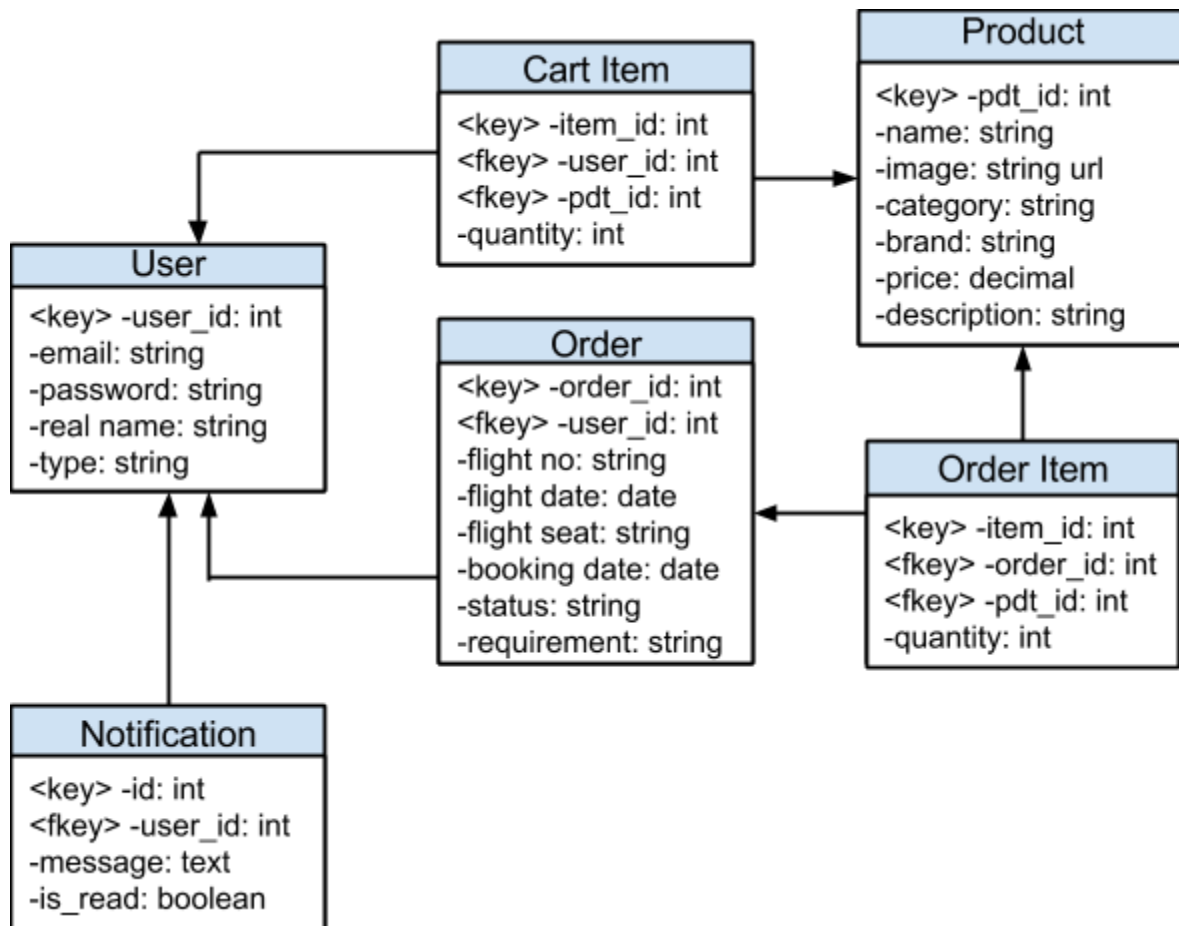 Cart Item
<key> -item_id: int
<fkey> -user_id: int
<fkey> -pdt_id: int
-quantity: int
Product
<key> -pdt_id: int
-name: string
-image: string url
-category: string
-brand: string
-price: decimal
-description: string
User
<key> -user_id: int
-email: string
-password: string
-real name: string
-type: string
Order
<key> -order_id: int
<fkey> -user_id: int
-flight no: string
-flight date: date
-flight seat: string
-booking date: date
-status: string
-requirement: string
Order Item
<key> -item_id: int
<fkey> -order_id: int
<fkey> -pdt_id: int
-quantity: int
Notification
<key> -id: int
<fkey> -user_id: int
-message: text
-is_read: boolean